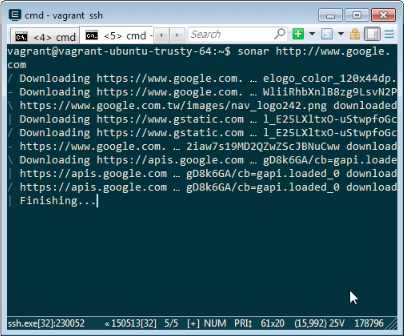 cmd - vagrant ssh
<4> cmd
<5> cmd
Search
vagrant@vagrant-ubuntu-trusty-64:~$ sonar http://www.google.
com
/ Downloading https://www.google.com. … elogo_color_120x44dp.
- Downloading https://www.google.com. … WliiRhbXnlB8zg9LsvN2P
\ https://www.google.com.tw/images/nav_logo242.png downloaded
/ Downloading https://www.gstatic.com … l_E25LXltxO-uStwpfoGc
/ Downloading https://www.gstatic.com … l_E25LXltxO-uStwpfoGc
- https://www.google.com. … 2iaw7s19MD2QZwZScJBNuCww download
\ Downloading https://apis.google.com … gD8k6GA/cb=gapi.loade
| https://apis.google.com … gD8k6GA/cb=gapi.loaded_0 download
/ https://apis.google.com … gD8k6GA/cb=gapi.loaded_0 download
| Finishing...
ssh.exe[32]:230052 « 150513[32] 5/5 [+] NUM PRI‡ 61x20 (15,992) 25V 178796